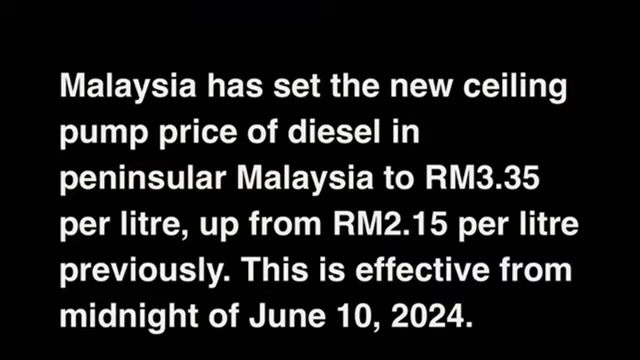 Malaysia has set the new ceiling
pump price of diesel in
peninsular Malaysia to RM3.35
per litre, up from RM2.15 per litre
previously. This is effective from
midnight of June 10, 2024.